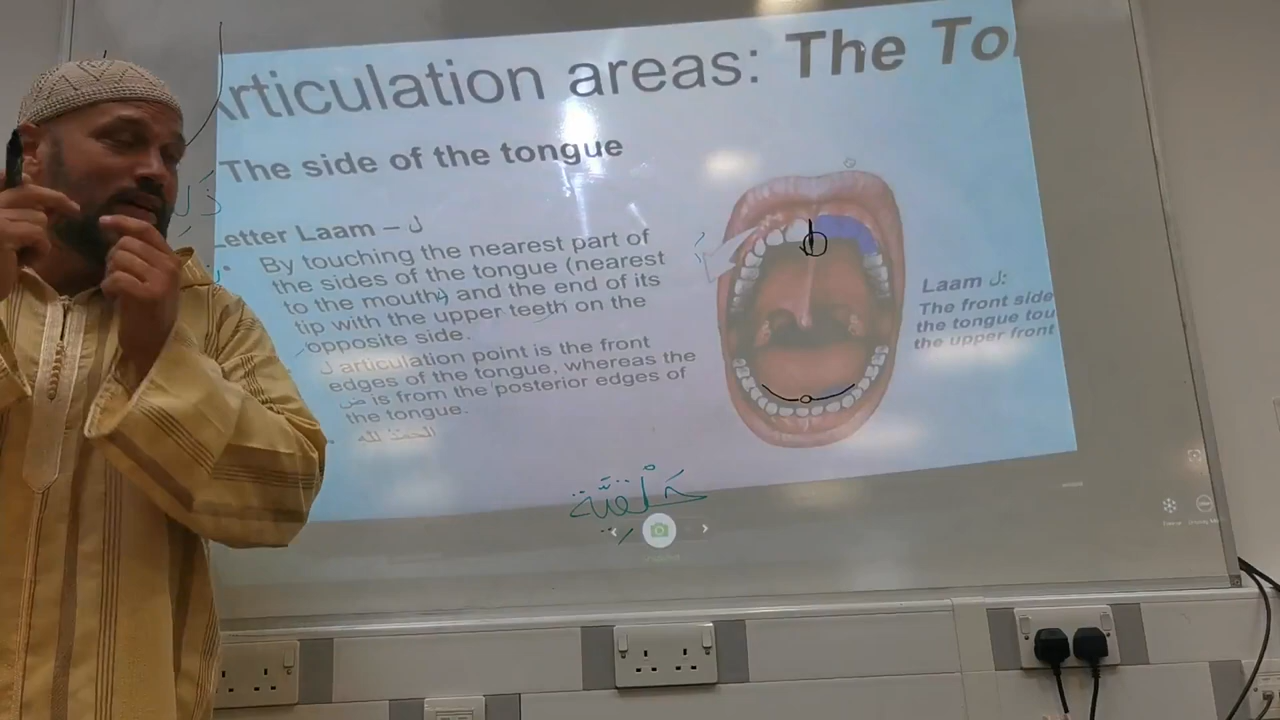 Articulation areas: The To
The side of the tongue
Letter Laam – ل
By touching the nearest part of
the sides of the tongue (nearest
to the mouth) and the end of its
tip with the upper teeth on the
opposite side.
ل articulation point is the front
edges of the tongue, whereas the
ض is from the posterior edges of
the tongue.
الحمد لله
Laam ل:
The front side
the tongue tou
the upper front
حَلْقِيَّة